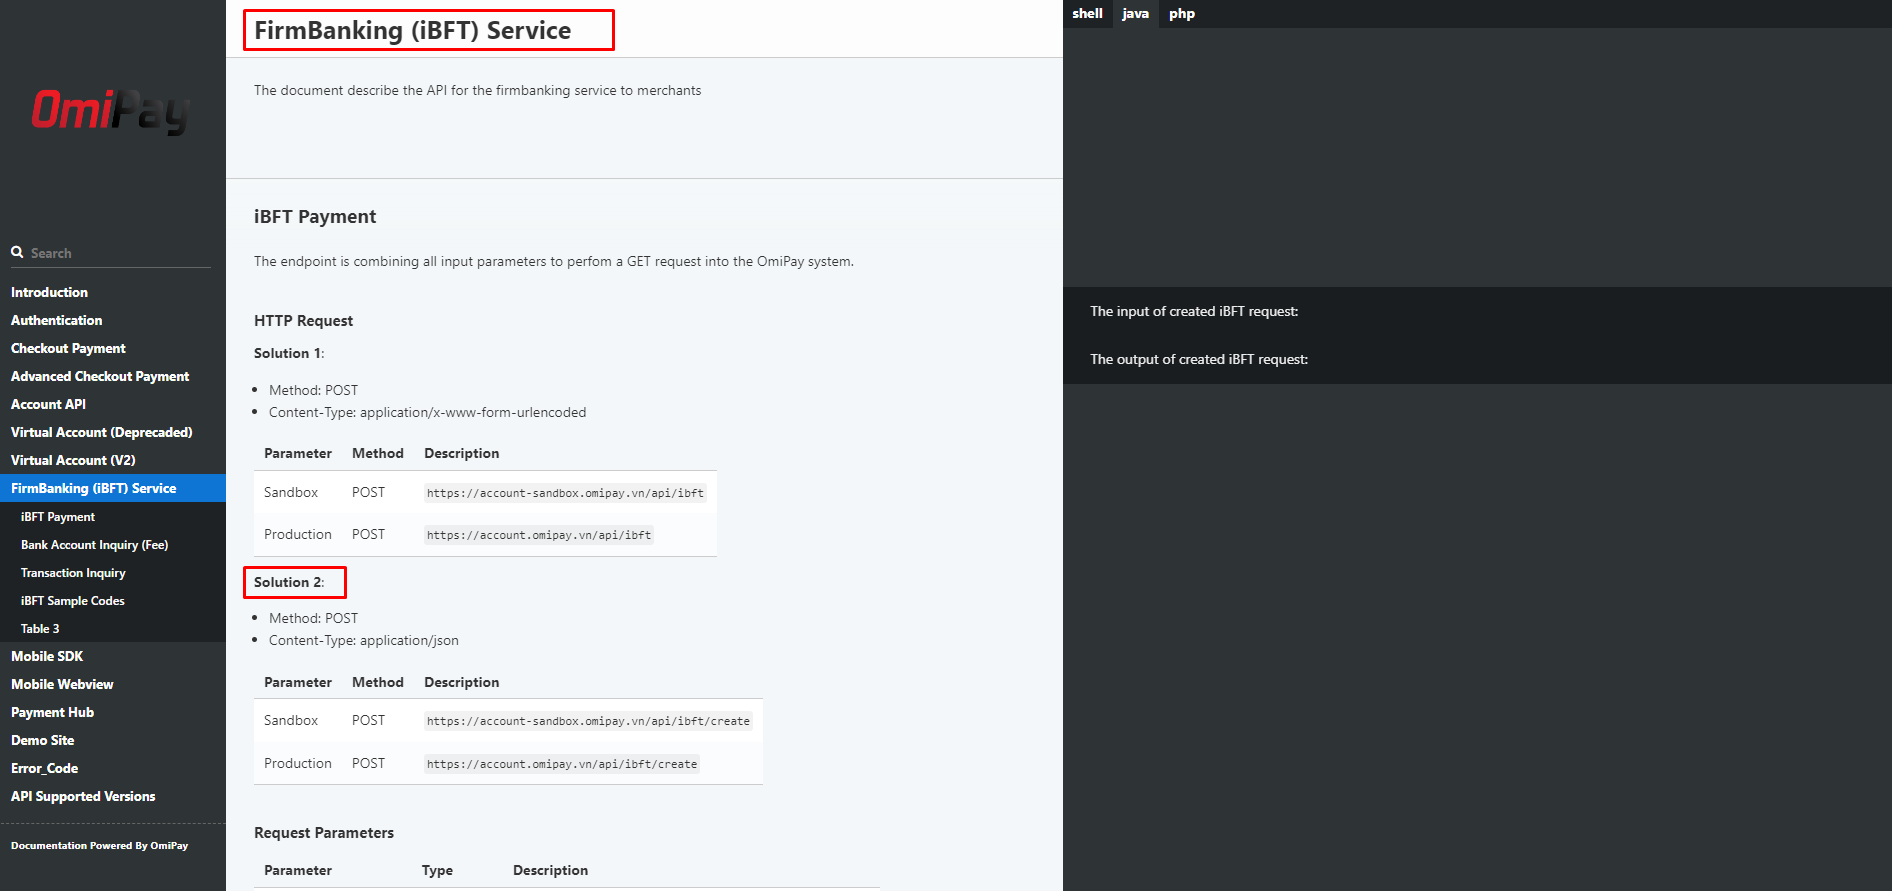 OmiPay
Search
Introduction
Authentication
Checkout Payment
Advanced Checkout Payment
Account API
Virtual Account (Deprecaded)
Virtual Account (V2)
FirmBanking (iBFT) Service
iBFT Payment
Bank Account Inquiry (Fee)
Transaction Inquiry
iBFT Sample Codes
Table 3
Mobile SDK
Mobile Webview
Payment Hub
Demo Site
Error_Code
API Supported Versions
Documentation Powered By OmiPay
FirmBanking (iBFT) Service
The document describe the API for the firmbanking service to merchants
iBFT Payment
The endpoint is combining all input parameters to perfom a GET request into the OmiPay system.
HTTP Request
Solution 1:
• Method: POST
• Content-Type: application/x-www-form-urlencoded
Parameter Method Description
Sandbox POST https://account-sandbox.omipay.vn/api/ibft
Production POST https://account.omipay.vn/api/ibft
Solution 2:
• Method: POST
• Content-Type: application/json
Parameter Method Description
Sandbox POST https://account-sandbox.omipay.vn/api/ibft/create
Production POST https://account.omipay.vn/api/ibft/create
Request Parameters
Parameter Type Description
shell java php
The input of created iBFT request:
The output of created iBFT request: